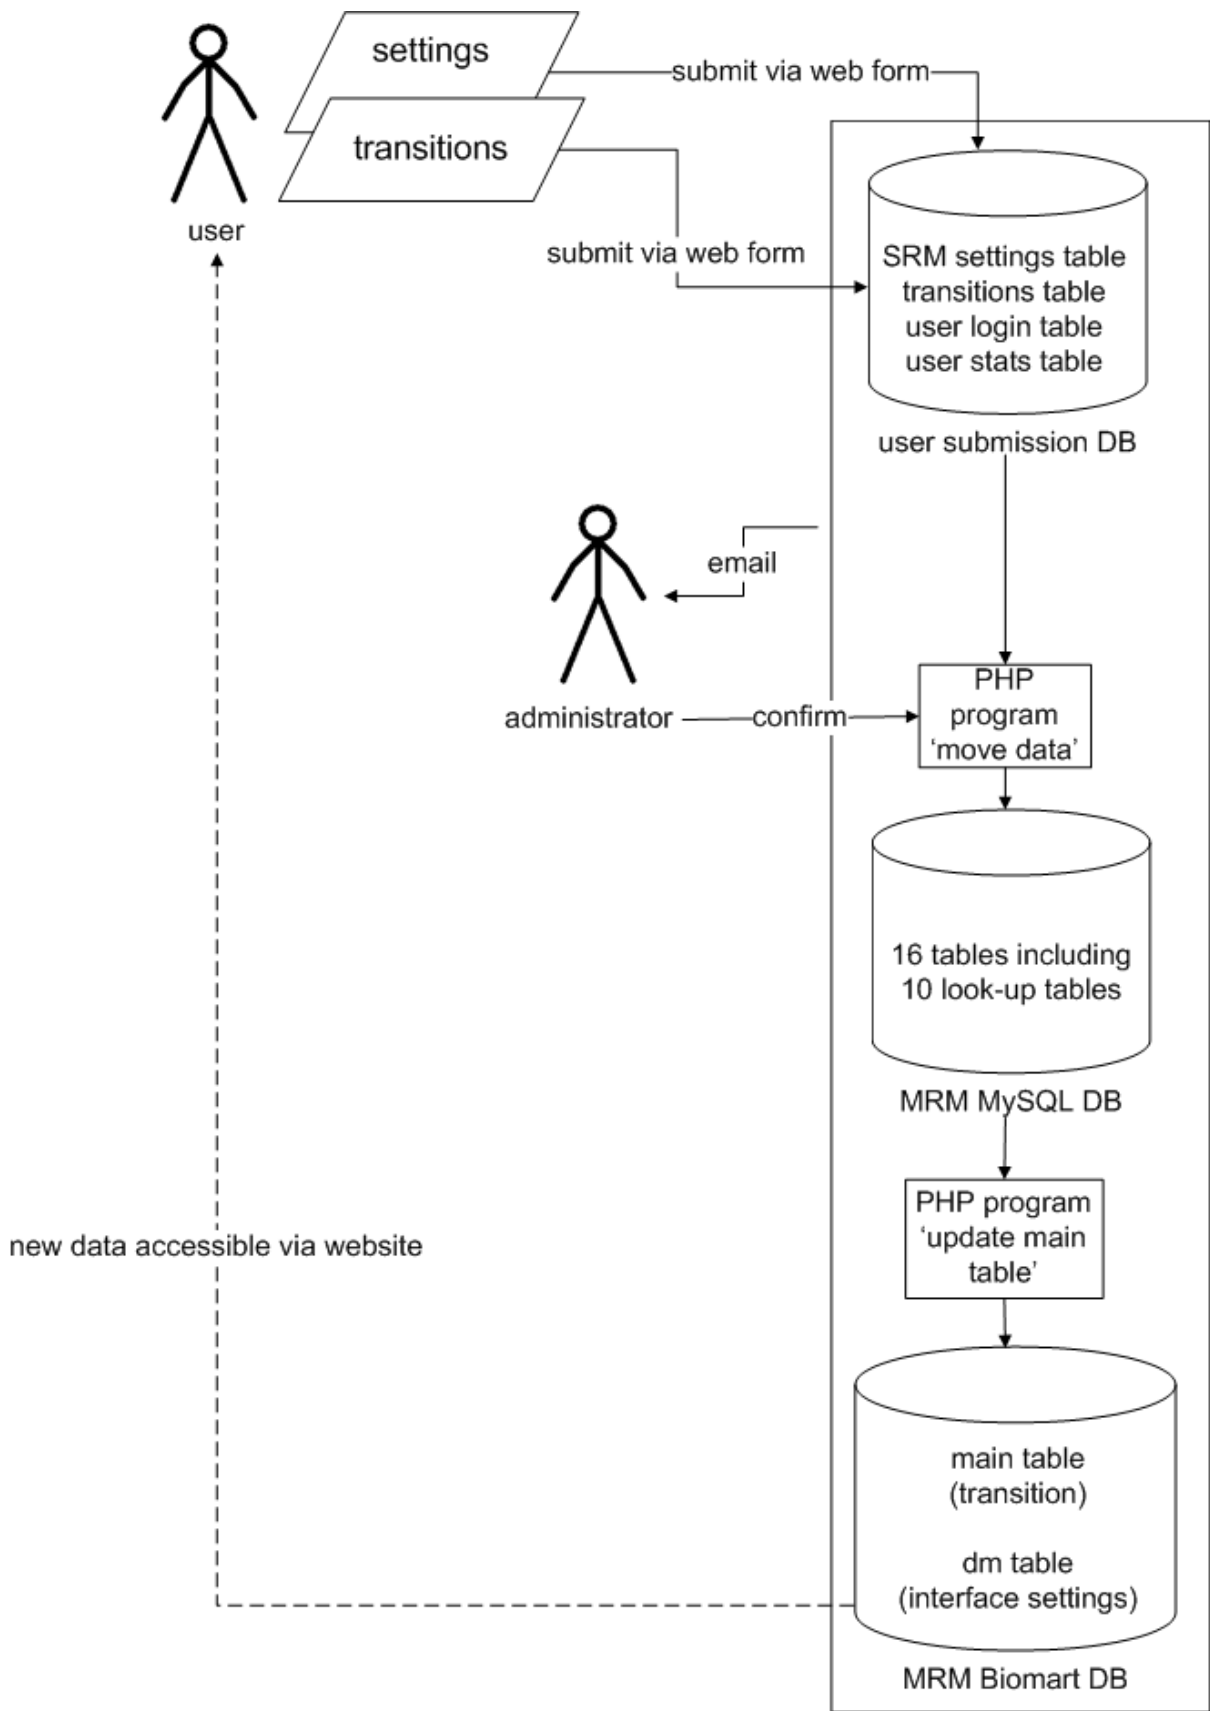 settings
submit via web form
transitions
user
submit via web form
SRM settings table
transitions table
user login table
user stats table
user submission DB
email
administrator
confirm
PHP
program
‘move data’
16 tables including
10 look-up tables
MRM MySQL DB
PHP program
‘update main
table’
new data accessible via website
main table
(transition)
dm table
(interface settings)
MRM Biomart DB